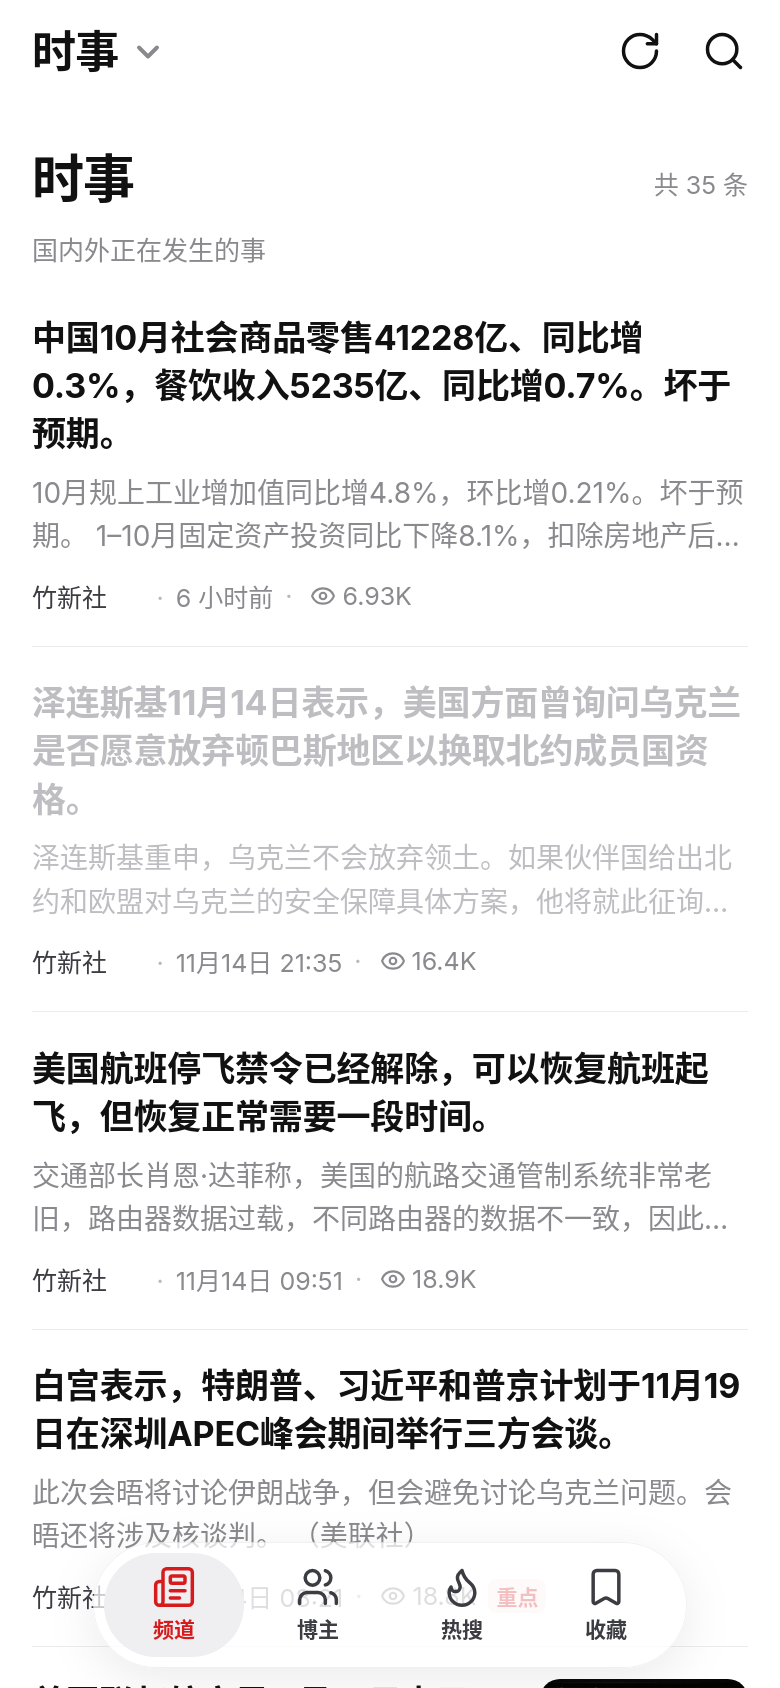 时事
时事
共 35 条
国内外正在发生的事
中国10月社会商品零售41228亿、同比增
0.3%，餐饮收入5235亿、同比增0.7%。坏于
预期。
10月规上工业增加值同比增4.8%，环比增0.21%。坏于预
期。 1–10月固定资产投资同比下降8.1%，扣除房地产后...
竹新社 · 6 小时前 · 6.93K
泽连斯基11月14日表示，美国方面曾询问乌克兰
是否愿意放弃顿巴斯地区以换取北约成员国资
格。
泽连斯基重申，乌克兰不会放弃领土。如果伙伴国给出北
约和欧盟对乌克兰的安全保障具体方案，他将就此征询...
竹新社 · 11月14日 21:35 · 16.4K
美国航班停飞禁令已经解除，可以恢复航班起
飞，但恢复正常需要一段时间。
交通部长肖恩·达菲称，美国的航路交通管制系统非常老
旧，路由器数据过载，不同路由器的数据不一致，因此...
竹新社 · 11月14日 09:51 · 18.9K
白宫表示，特朗普、习近平和普京计划于11月19
日在深圳APEC峰会期间举行三方会谈。
此次会晤将讨论伊朗战争，但会避免讨论乌克兰问题。会
晤还将涉及核谈判。 （美联社）
竹新社 重点
频道 博主 热搜 收藏